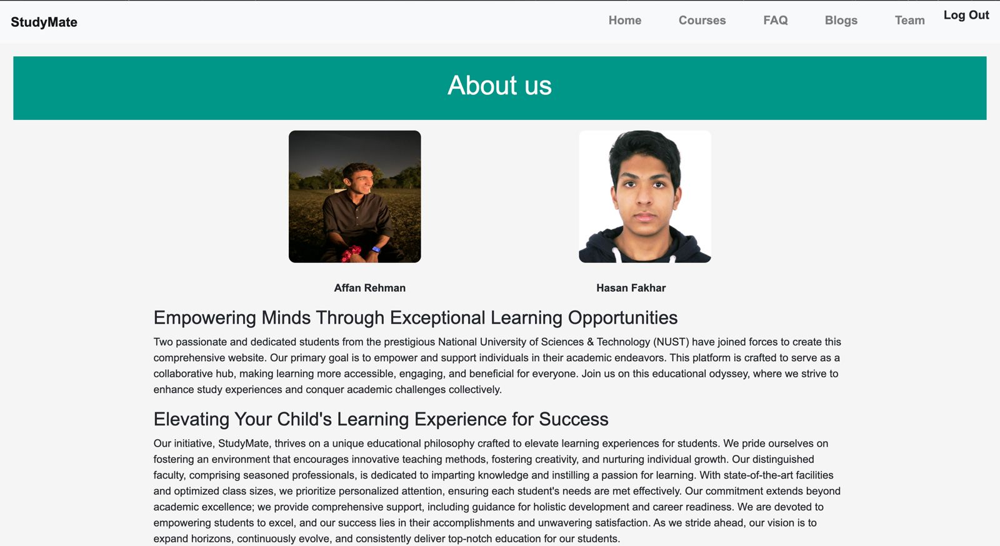 StudyMate
Home Courses FAQ Blogs Team Log Out
About us
Affan Rehman Hasan Fakhar
Empowering Minds Through Exceptional Learning Opportunities
Two passionate and dedicated students from the prestigious National University of Sciences & Technology (NUST) have joined forces to create this
comprehensive website. Our primary goal is to empower and support individuals in their academic endeavors. This platform is crafted to serve as a
collaborative hub, making learning more accessible, engaging, and beneficial for everyone. Join us on this educational odyssey, where we strive to
enhance study experiences and conquer academic challenges collectively.
Elevating Your Child's Learning Experience for Success
Our initiative, StudyMate, thrives on a unique educational philosophy crafted to elevate learning experiences for students. We pride ourselves on
fostering an environment that encourages innovative teaching methods, fostering creativity, and nurturing individual growth. Our distinguished
faculty, comprising seasoned professionals, is dedicated to imparting knowledge and instilling a passion for learning. With state-of-the-art facilities
and optimized class sizes, we prioritize personalized attention, ensuring each student's needs are met effectively. Our commitment extends beyond
academic excellence; we provide comprehensive support, including guidance for holistic development and career readiness. We are devoted to
empowering students to excel, and our success lies in their accomplishments and unwavering satisfaction. As we stride ahead, our vision is to
expand horizons, continuously evolve, and consistently deliver top-notch education for our students.